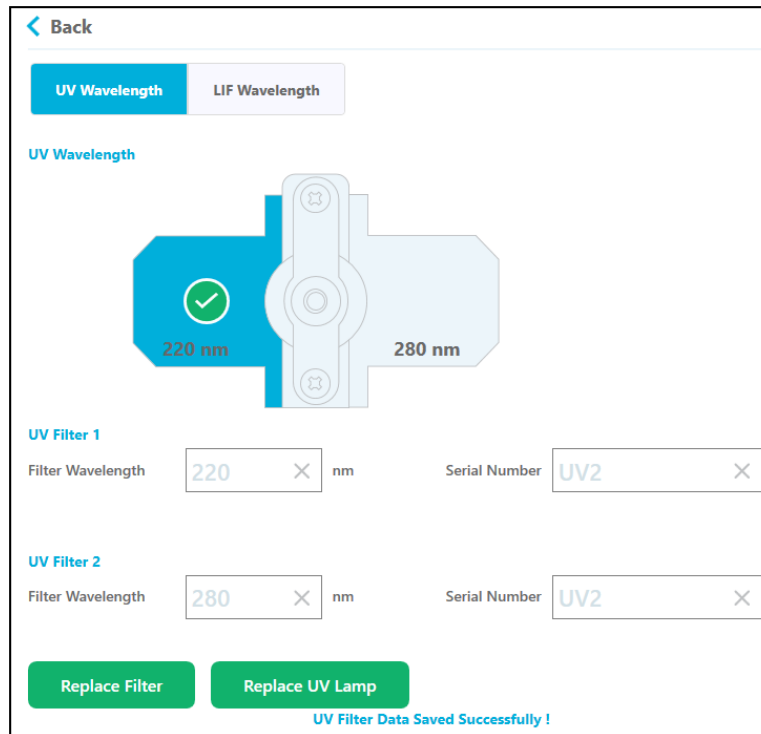 Back
UV Wavelength LIF Wavelength
UV Wavelength
220 nm 280 nm
UV Filter 1
Filter Wavelength 220 nm Serial Number UV2
UV Filter 2
Filter Wavelength 280 nm Serial Number UV2
Replace Filter Replace UV Lamp
UV Filter Data Saved Successfully !